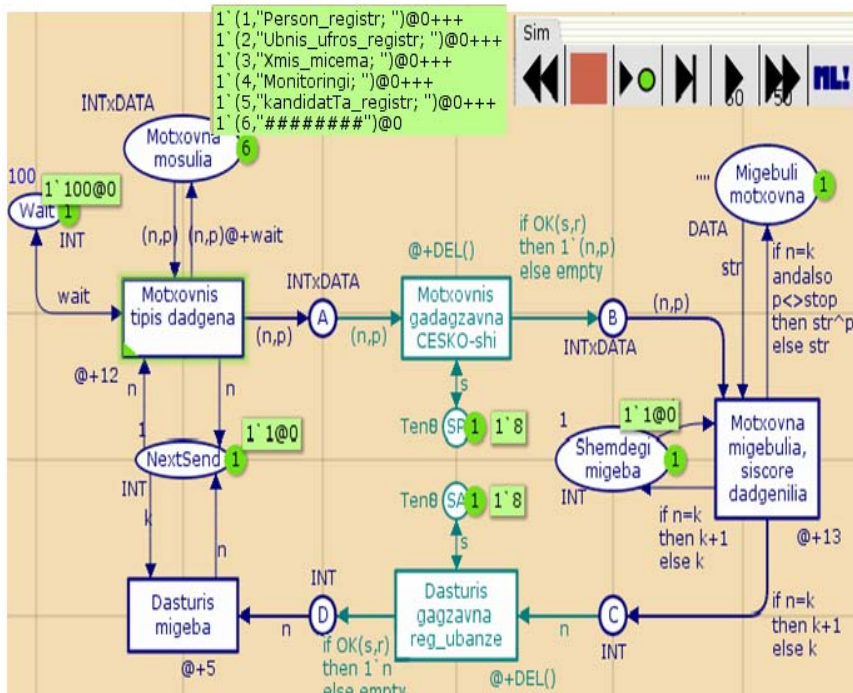 1`(1,"Person_registr; ")@0+++
1`(2,"Ubnis_ufros_registr; ")@0+++
1`(3,"Xmis_micema; ")@0+++
1`(4,"Monitoringi; ")@0+++
1`(5,"kandidatTa_registr; ")@0+++
1`(6,"########")@0
Sim
50
ML!
INTxDATA
Motxovna
mosulia
6
100
1`100@0
Wait
1
INT
(n,p)
(n,p)@+wait
wait
Motxovnis
tipis dadgena
@+12
(n,p)
INTxDATA
A
(n,p)
@+DEL()
Motxovnis
gadagzavna
CESKO-shi
if OK(s,r)
then 1`(n,p)
else empty
B
INTxDATA
(n,p)
""
Migebuli
motxovna
1
DATA
str
if n=k
andalso
p<>stop
then str^p
else str
s
Ten0
SP
1
1`8
n
n
1
1`1@0
NextSend
1
INT
k
n
1
1`1@0
Shemdegi
migeba
1
INT
Motxovna
migebulia,
siscore
dadgenilia
@+13
if n=k
then k+1
else k
Ten0
SA
1
1`8
s
Dasturis
migeba
@+5
n
INT
D
if OK(s,r)
then 1`n
else empty
Dasturis
gagzavna
reg_ubanze
@+DEL()
n
C
INT
if n=k
then k+1
else k